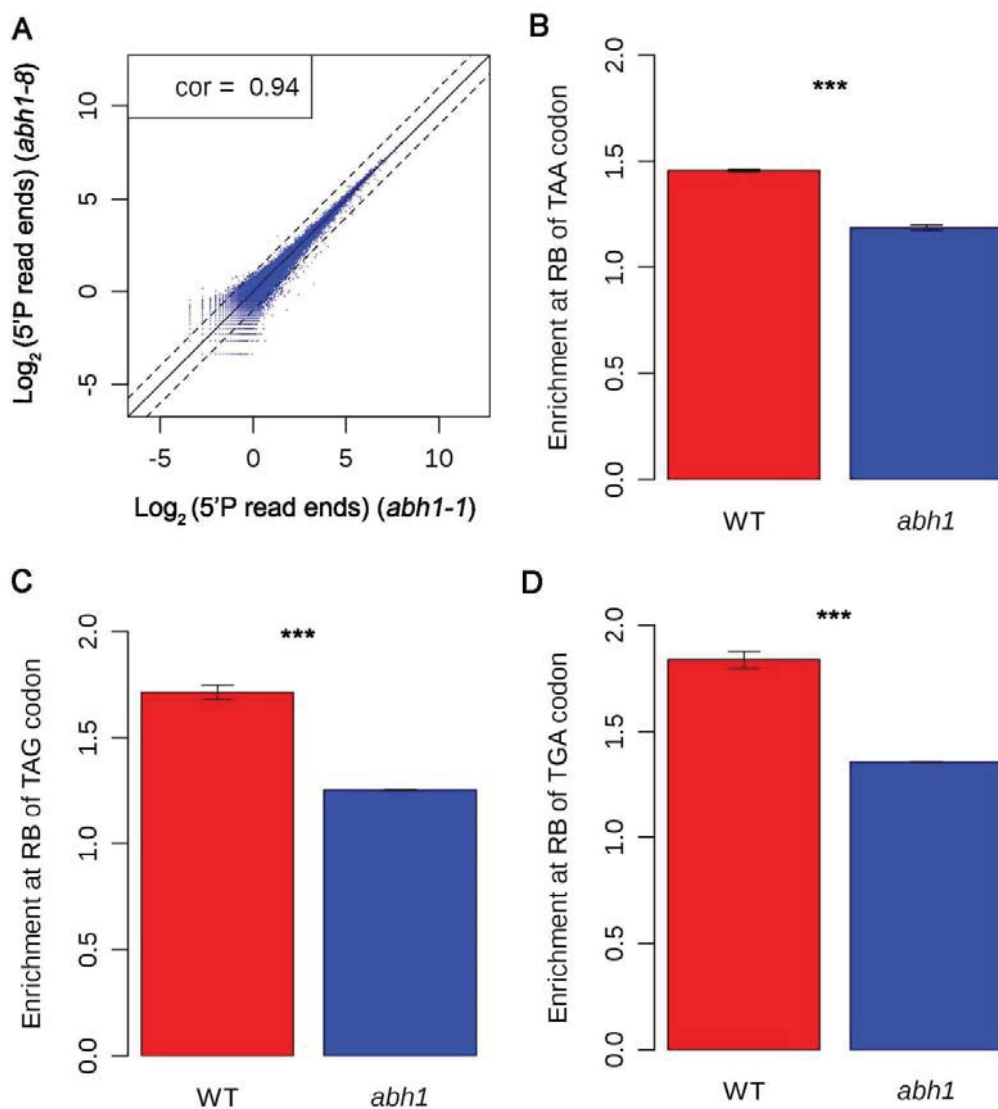 A
cor = 0.94
Log2 (5'P read ends) (abh1-8)
10
5
0
-5
-5 0 5 10
Log2 (5'P read ends) (abh1-1)
B
Enrichment at RB of TAA codon
2.0
1.5
1.0
0.5
0.0
***
WT abh1
C
Enrichment at RB of TAG codon
2.0
1.5
1.0
0.5
0.0
***
WT abh1
D
Enrichment at RB of TGA codon
2.0
1.5
1.0
0.5
0.0
***
WT abh1